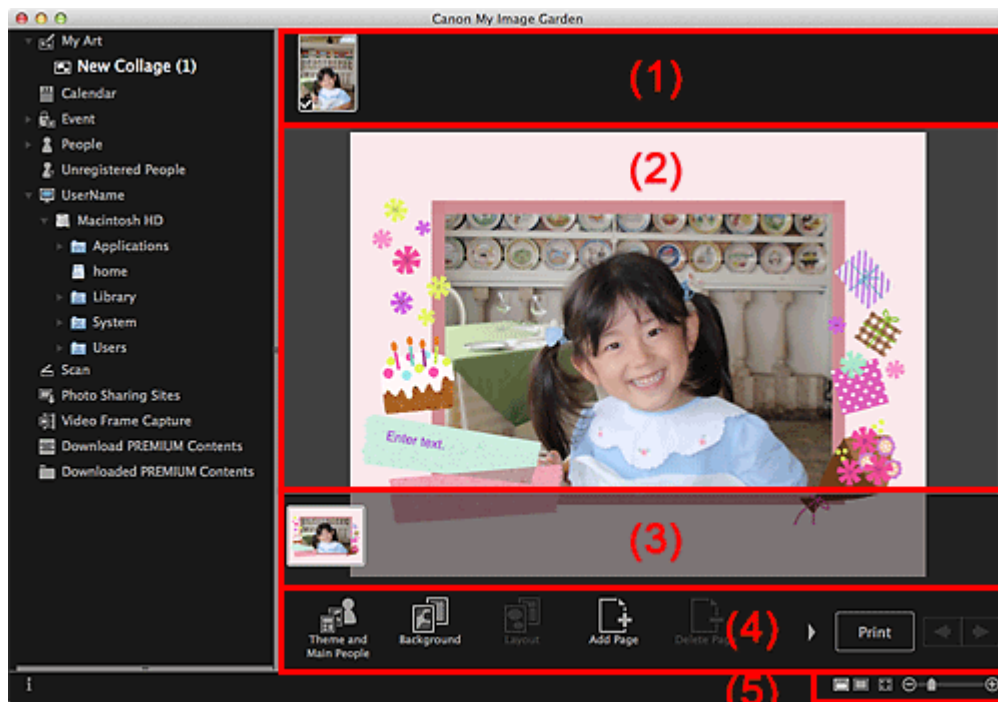 Canon My Image Garden
My Art
New Collage (1)
Calendar
Event
People
Unregistered People
UserName
Macintosh HD
Applications
home
Library
System
Users
Scan
Photo Sharing Sites
Video Frame Capture
Download PREMIUM Contents
Downloaded PREMIUM Contents
(1)
(2)
Enter text.
(3)
Theme and
Main People
Background
Layout
Add Page
Delete Page
(4)
Print
(5)